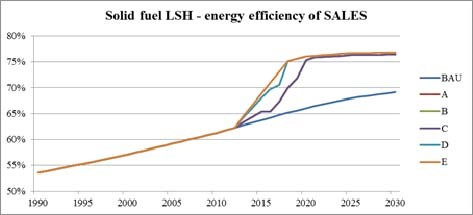 Solid fuel LSH - energy efficiency of SALES
80%
75%
70%
65%
60%
55%
50%
1990 1995 2000 2005 2010 2015 2020 2025 2030
BAU
A
B
C
D
E